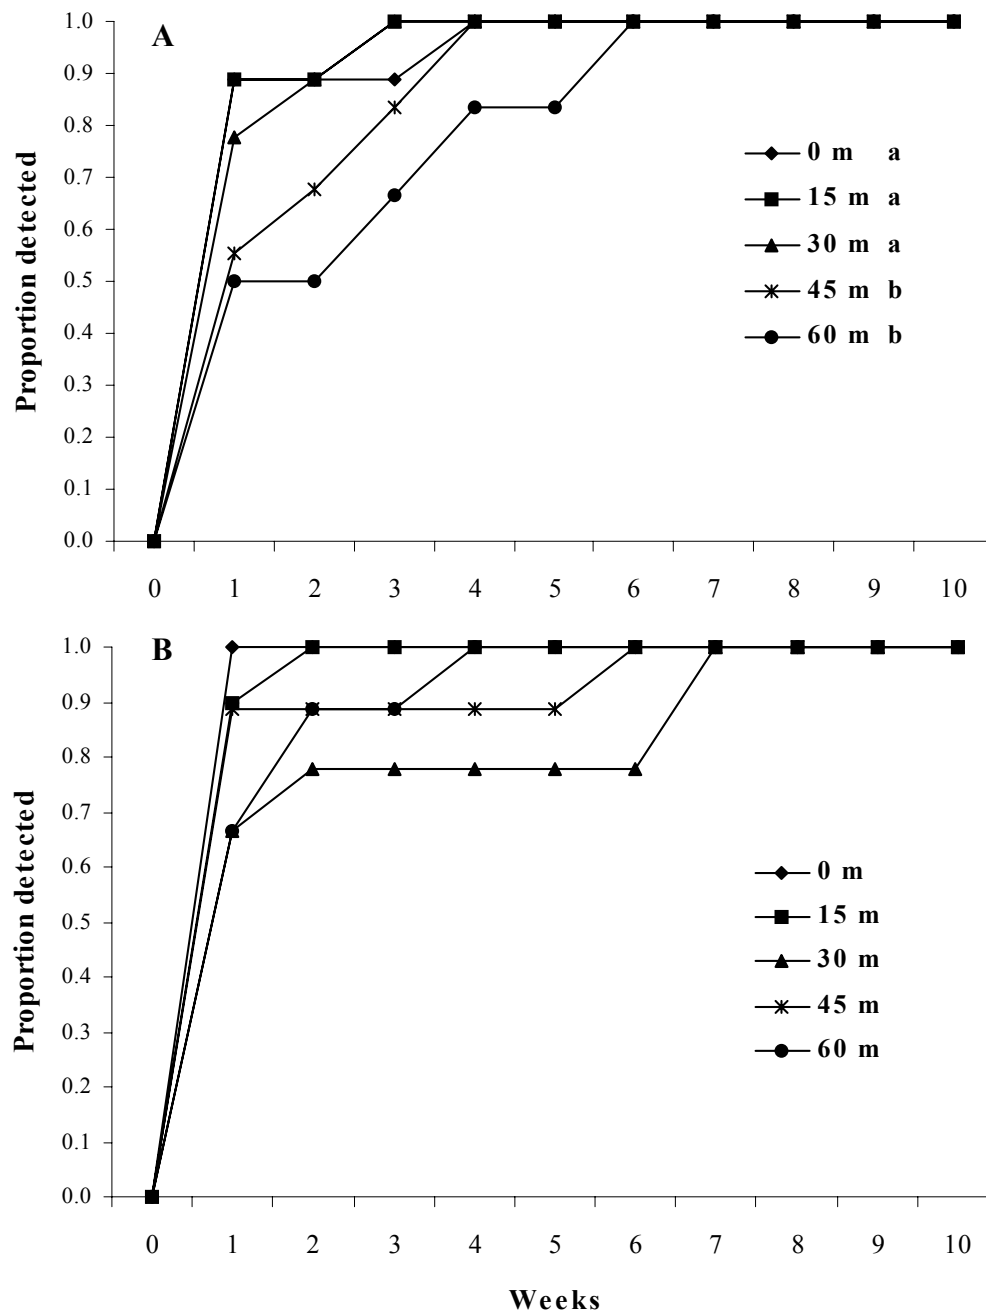 A
1.0
0.9
0.8
0.7
0.6
0.5
0.4
0.3
0.2
0.1
0.0
Proportion detected
0 m a
15 m a
30 m a
45 m b
60 m b
0 1 2 3 4 5 6 7 8 9 10
B
1.0
0.9
0.8
0.7
0.6
0.5
0.4
0.3
0.2
0.1
0.0
Proportion detected
0 m
15 m
30 m
45 m
60 m
0 1 2 3 4 5 6 7 8 9 10
Weeks